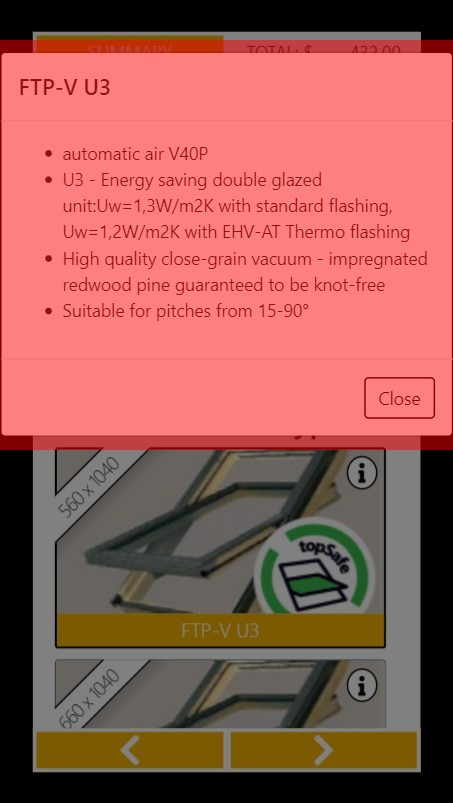 SUMMARY TOTAL: $ 432.00
FTP-V U3
automatic air V40P
U3 - Energy saving double glazed
unit:Uw=1,3W/m2K with standard flashing,
Uw=1,2W/m2K with EHV-AT Thermo flashing
High quality close-grain vacuum - impregnated
redwood pine guaranteed to be knot-free
Suitable for pitches from 15-90°
Close
560 x 1040
topSafe
FTP-V U3
660 x 1040